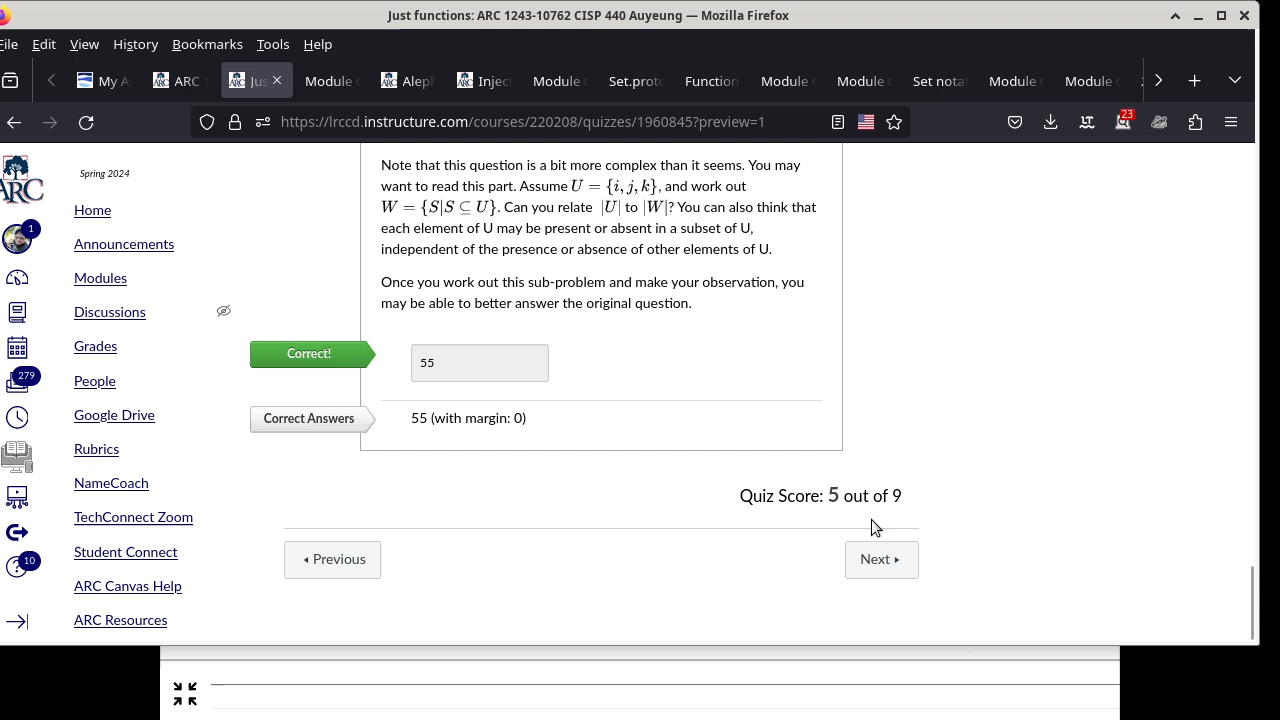 Just functions: ARC 1243-10762 CISP 440 Auyeung — Mozilla Firefox
File Edit View History Bookmarks Tools Help
My A ARC Jus Module Aleph Inject Module Set.proto Function Module Module Set nota Module Module
https://lrccd.instructure.com/courses/220208/quizzes/1960845?preview=1
23
ARC
Spring 2024
Home
1
Announcements
Modules
Discussions
Grades
People
279
Google Drive
Rubrics
NameCoach
TechConnect Zoom
Student Connect
10
ARC Canvas Help
ARC Resources
Note that this question is a bit more complex than it seems. You may
want to read this part. Assume U = {i, j, k}, and work out
W = {S|S ⊆ U}. Can you relate |U| to |W|? You can also think that
each element of U may be present or absent in a subset of U,
independent of the presence or absence of other elements of U.
Once you work out this sub-problem and make your observation, you
may be able to better answer the original question.
Correct!
55
Correct Answers
55 (with margin: 0)
Quiz Score: 5 out of 9
Previous
Next